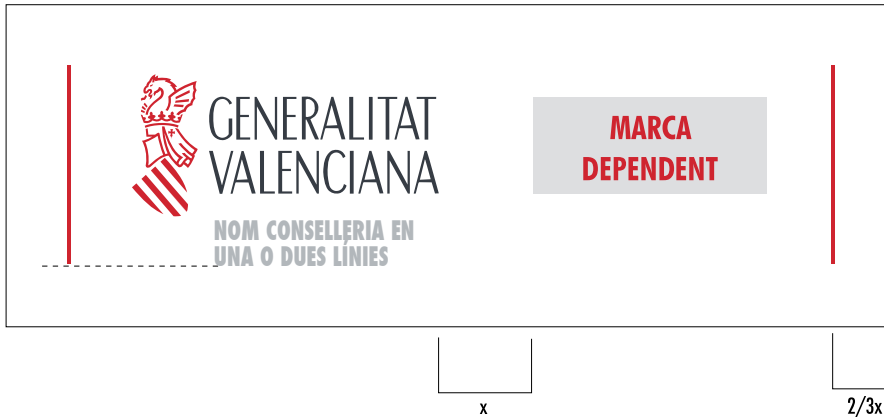 GENERALITAT
VALENCIANA
NOM CONSELLERIA EN
UNA O DUES LÍNIES
MARCA
DEPENDENT
x
2/3x